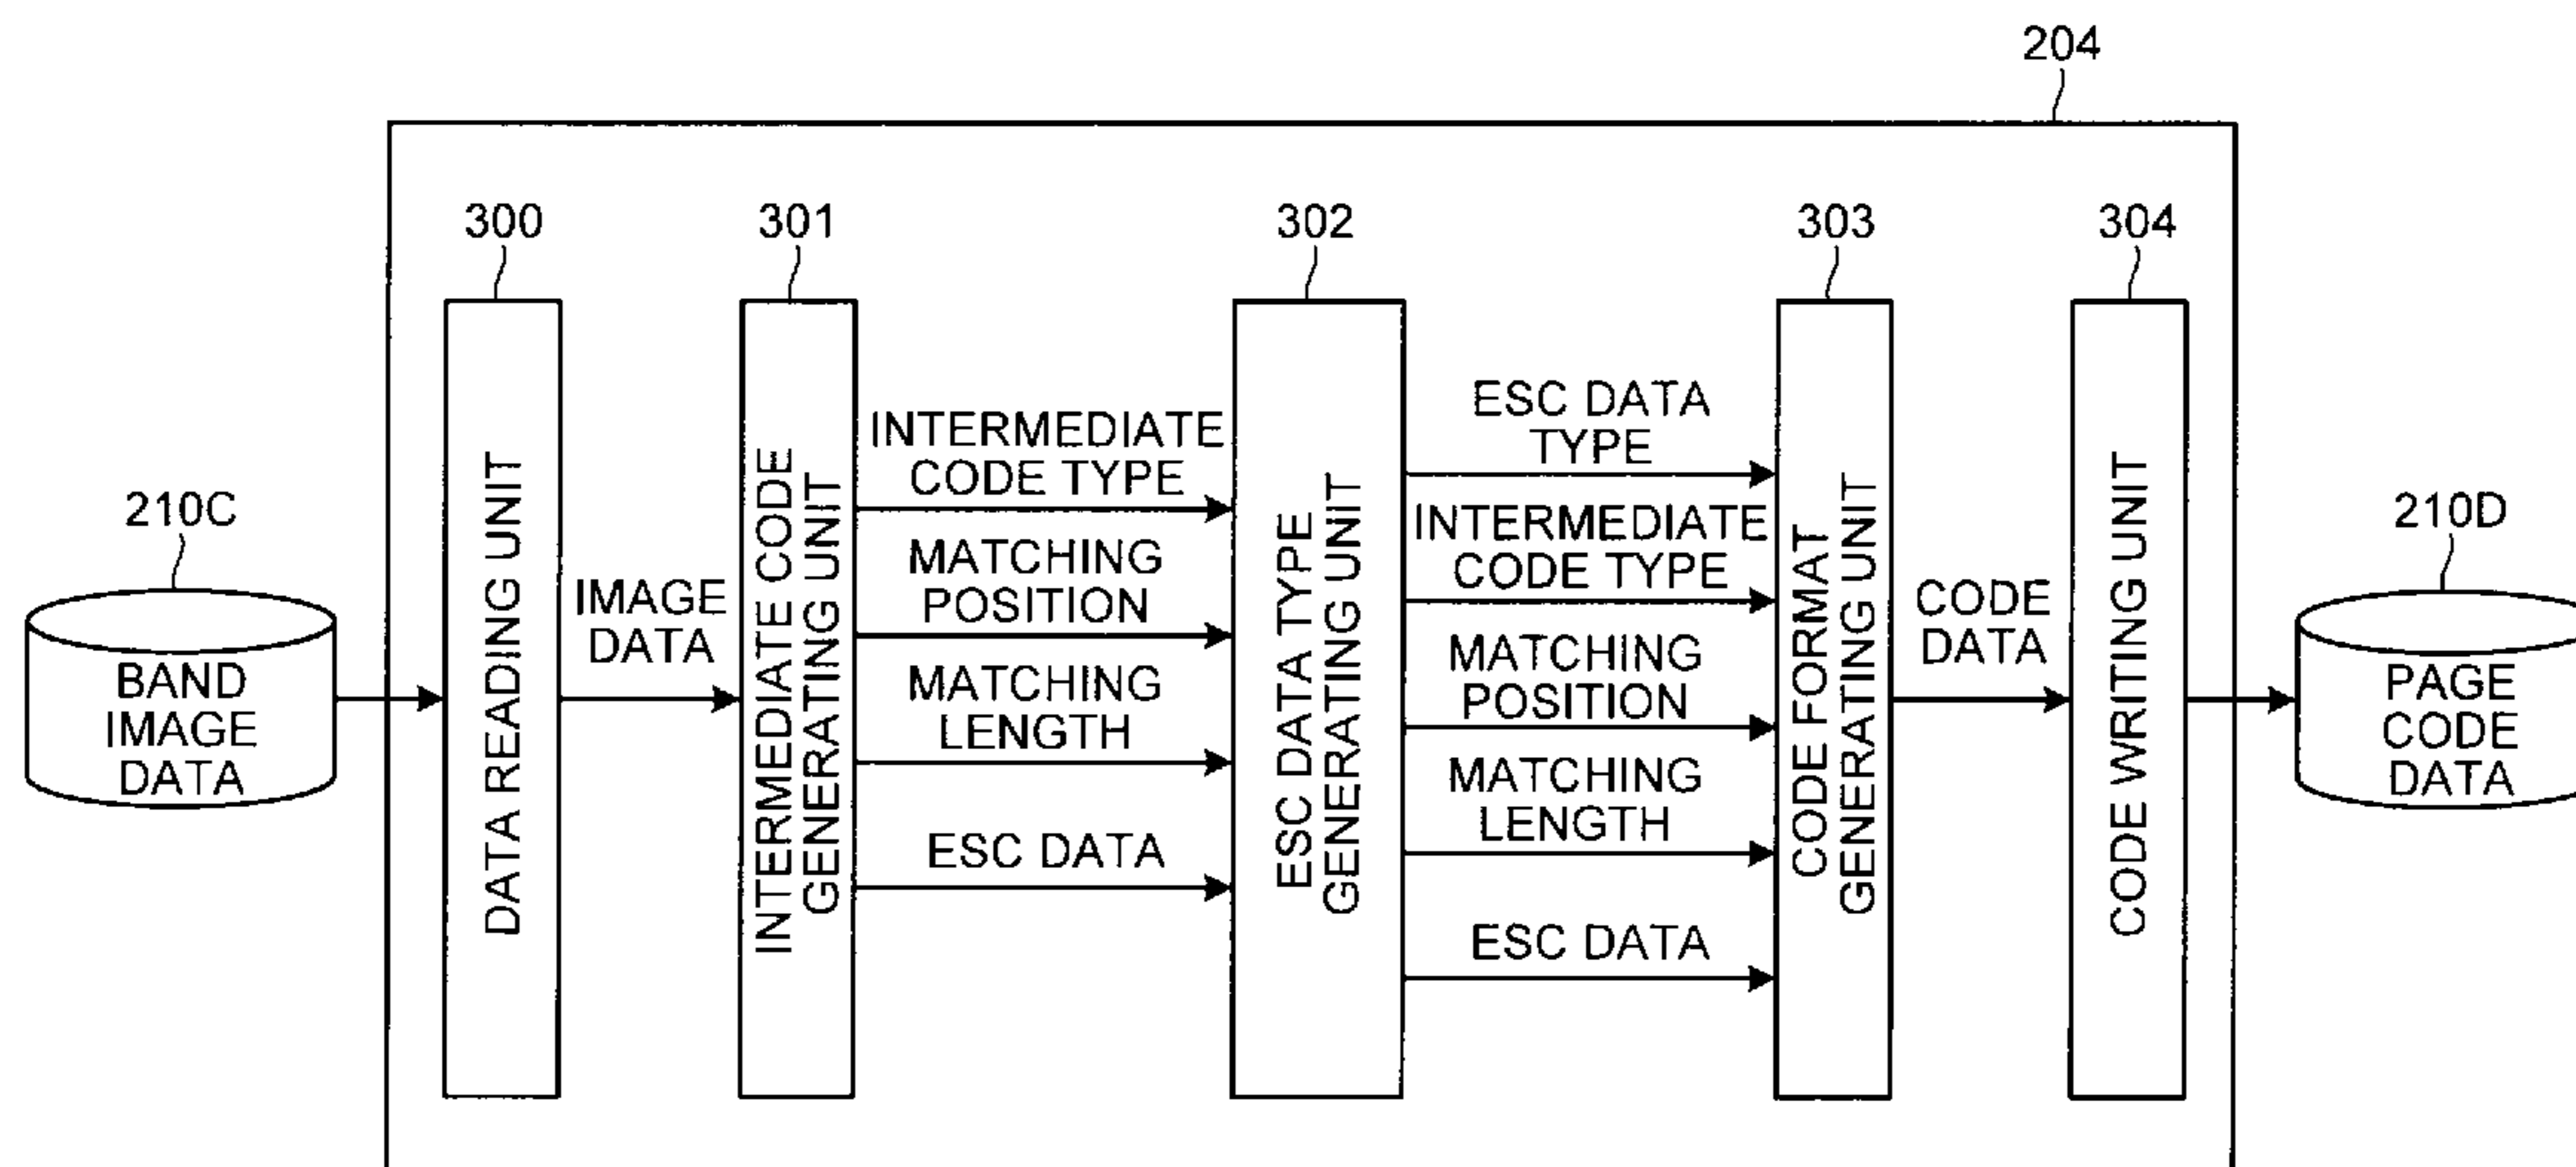 204
300
301
302
303
304
210C
BAND
IMAGE
DATA
DATA READING UNIT
IMAGE
DATA
INTERMEDIATE CODE
GENERATING UNIT
INTERMEDIATE
CODE TYPE
MATCHING
POSITION
MATCHING
LENGTH
ESC DATA
ESC DATA TYPE
GENERATING UNIT
ESC DATA
TYPE
INTERMEDIATE
CODE TYPE
MATCHING
POSITION
MATCHING
LENGTH
ESC DATA
CODE FORMAT
GENERATING UNIT
CODE
DATA
CODE WRITING UNIT
210D
PAGE
CODE
DATA